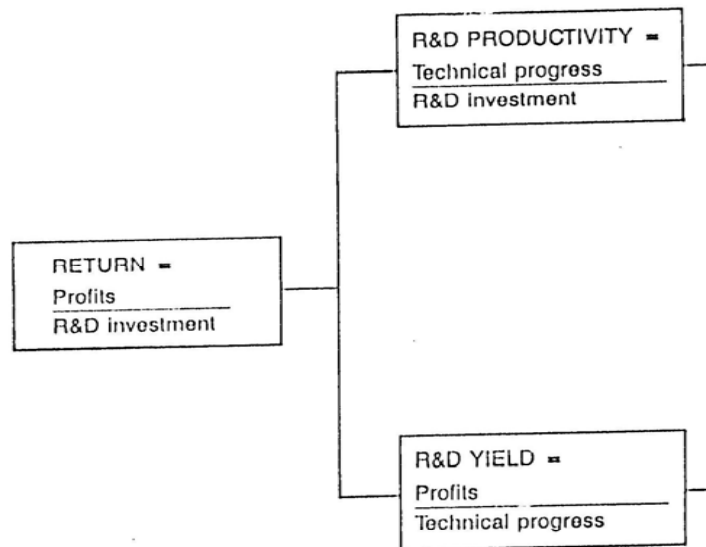 R&D PRODUCTIVITY =
Technical progress
R&D investment
RETURN =
Profits
R&D investment
R&D YIELD =
Profits
Technical progress